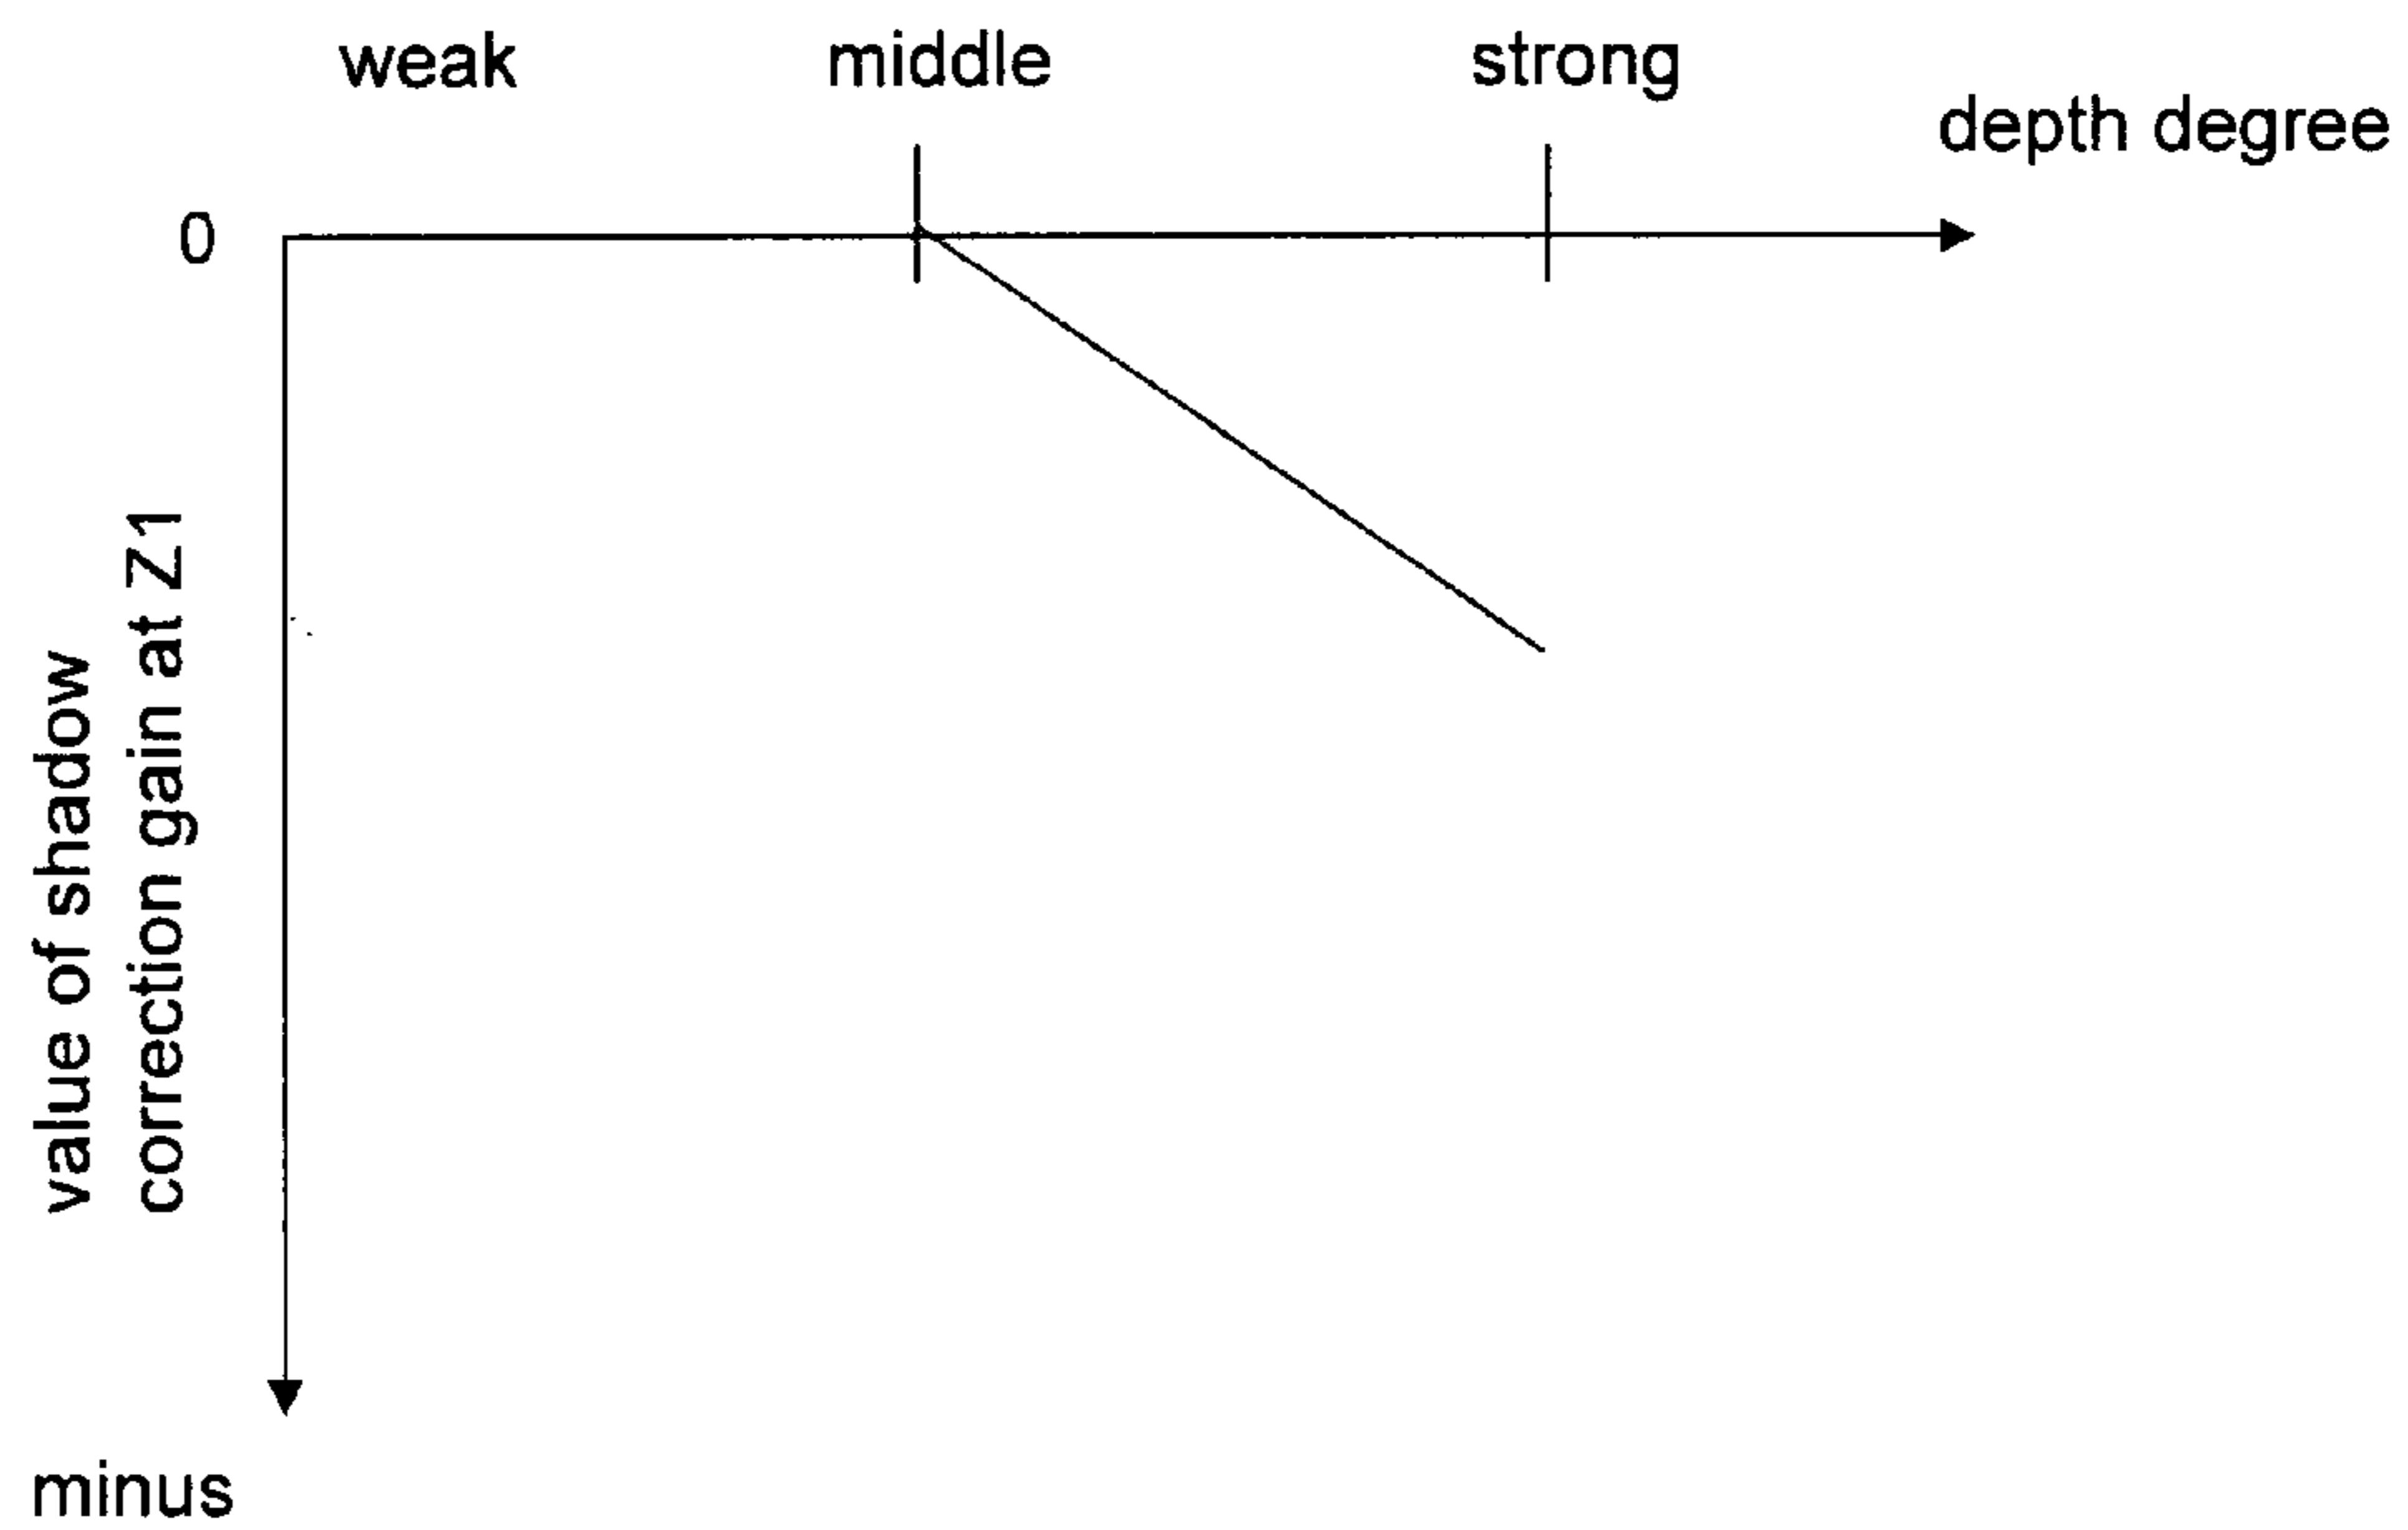 weak middle strong
depth degree
0
value of shadow
correction gain at Z1
minus